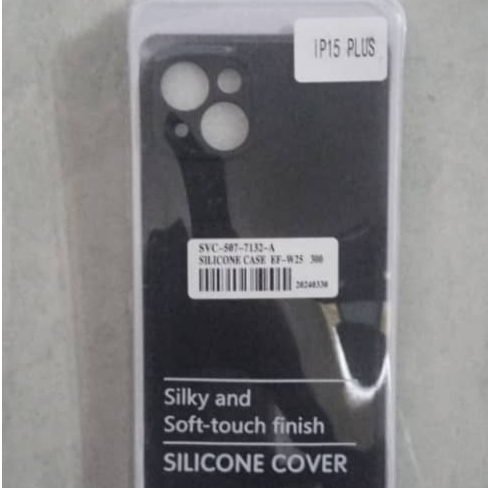 IP15 PLUS
SVC-507-7132-A
SILICONE CASE EF-W25 300
20240330
Silky and
Soft-touch finish
SILICONE COVER